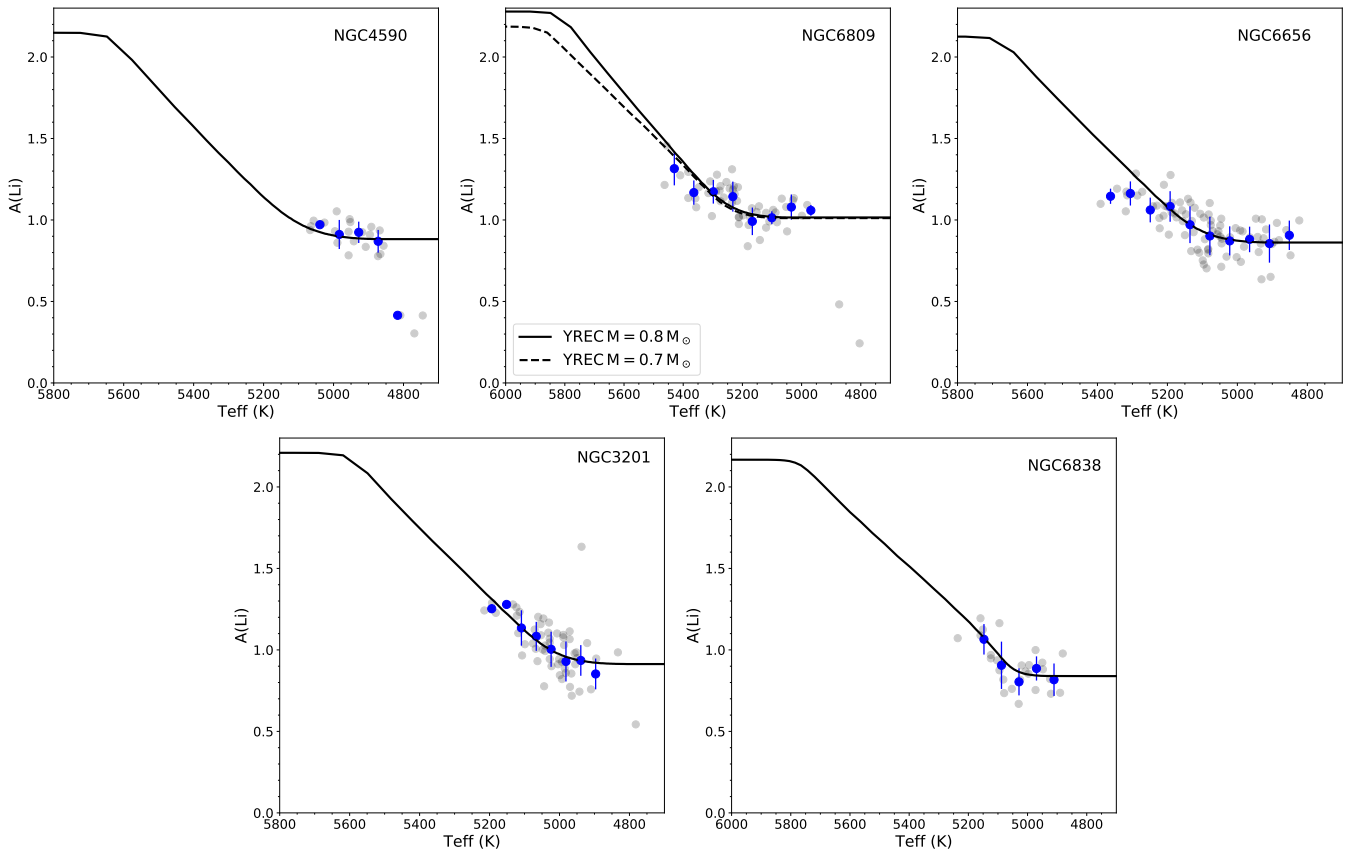 NGC4590
A(Li)
2.0
1.5
1.0
0.5
0.0
5800 5600 5400 5200 5000 4800
Teff (K)
NGC6809
A(Li)
2.0
1.5
1.0
0.5
0.0
YREC M = 0.8 M⊙
YREC M = 0.7 M⊙
6000 5800 5600 5400 5200 5000 4800
Teff (K)
NGC6656
A(Li)
2.0
1.5
1.0
0.5
0.0
5800 5600 5400 5200 5000 4800
Teff (K)
NGC3201
A(Li)
2.0
1.5
1.0
0.5
0.0
5800 5600 5400 5200 5000 4800
Teff (K)
NGC6838
A(Li)
2.0
1.5
1.0
0.5
0.0
6000 5800 5600 5400 5200 5000 4800
Teff (K)